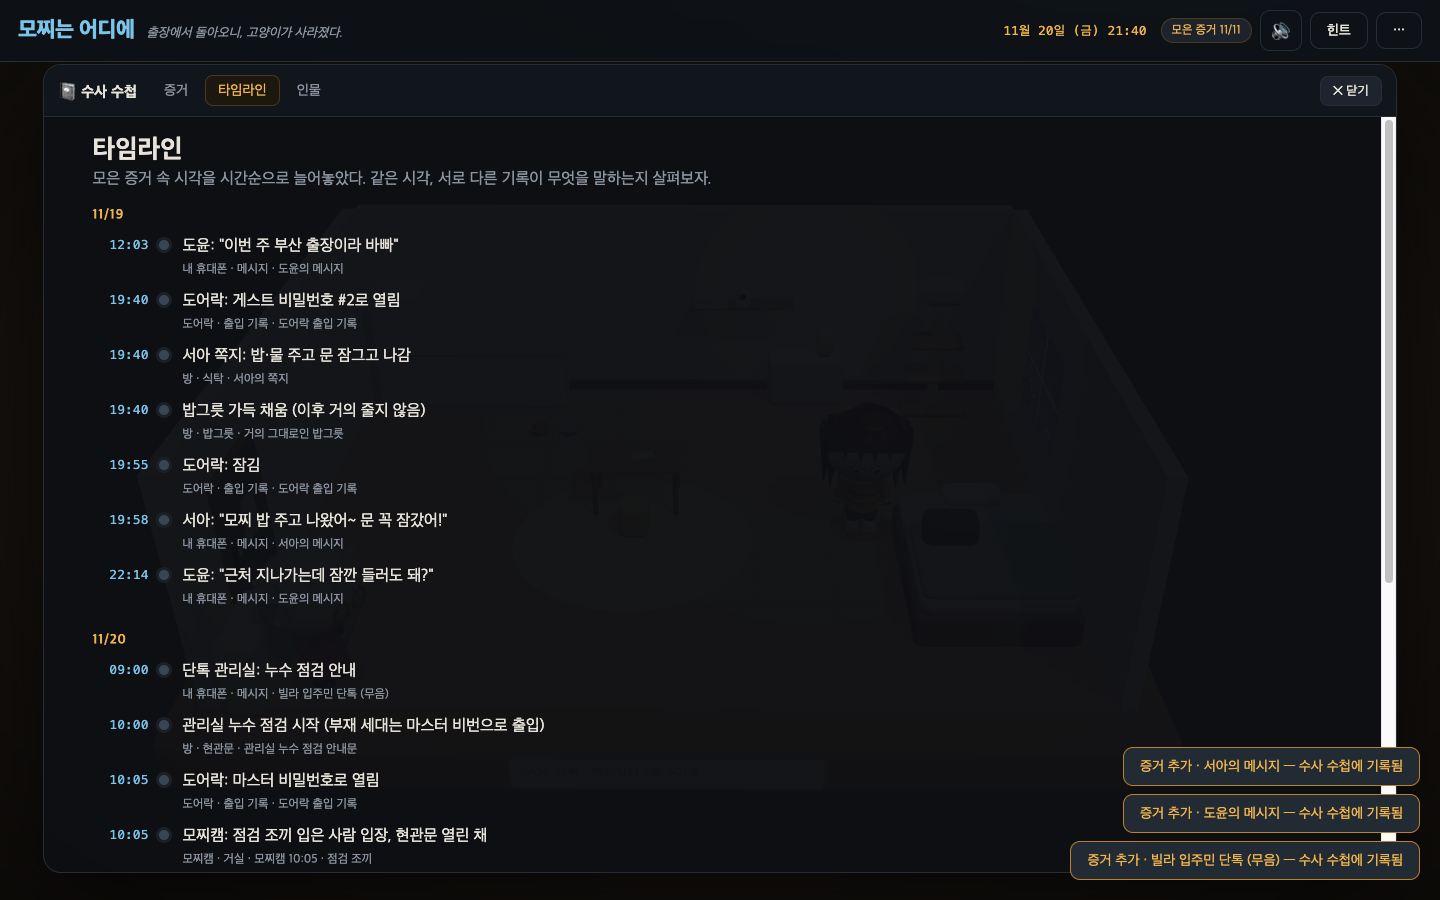 모찌는 어디에
출장에서 돌아오니, 고양이가 사라졌다.
11월 20일 (금) 21:40
모은 증거 11/11
힌트
···
수사 수첩
증거
타임라인
인물
✕ 닫기
타임라인
모은 증거 속 시각을 시간순으로 늘어놓았다. 같은 시각, 서로 다른 기록이 무엇을 말하는지 살펴보자.
11/19
12:03 도윤: "이번 주 부산 출장이라 바빠"
내 휴대폰 · 메시지 · 도윤의 메시지
19:40 도어락: 게스트 비밀번호 #2로 열림
도어락 · 출입 기록 · 도어락 출입 기록
19:40 서아 쪽지: 밥·물 주고 문 잠그고 나감
방 · 식탁 · 서아의 쪽지
19:40 밥그릇 가득 채움 (이후 거의 줄지 않음)
방 · 밥그릇 · 거의 그대로인 밥그릇
19:55 도어락: 잠김
도어락 · 출입 기록 · 도어락 출입 기록
19:58 서아: "모찌 밥 주고 나왔어~ 문 꼭 잠갔어!"
내 휴대폰 · 메시지 · 서아의 메시지
22:14 도윤: "근처 지나가는데 잠깐 들러도 돼?"
내 휴대폰 · 메시지 · 도윤의 메시지
11/20
09:00 단톡 관리실: 누수 점검 안내
내 휴대폰 · 메시지 · 빌라 입주민 단톡 (무음)
10:00 관리실 누수 점검 시작 (부재 세대는 마스터 비번으로 출입)
방 · 현관문 · 관리실 누수 점검 안내문
10:05 도어락: 마스터 비밀번호로 열림
도어락 · 출입 기록 · 도어락 출입 기록
10:05 모찌캠: 점검 조끼 입은 사람 입장, 현관문 열린 채
모찌캠 · 거실 · 모찌캠 10:05 · 점검 조끼
증거 추가 · 서아의 메시지 — 수사 수첩에 기록됨
증거 추가 · 도윤의 메시지 — 수사 수첩에 기록됨
증거 추가 · 빌라 입주민 단톡 (무음) — 수사 수첩에 기록됨